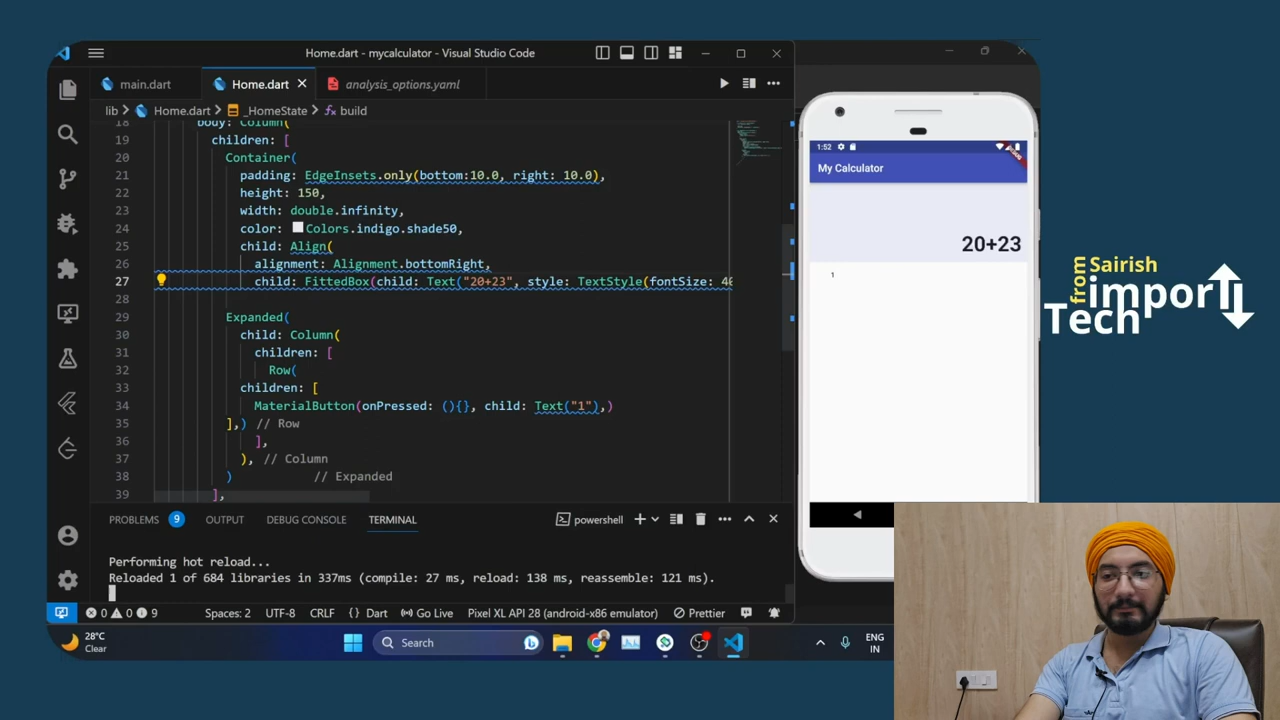 Home.dart - mycalculator - Visual Studio Code
main.dart
Home.dart
analysis_options.yaml
lib > Home.dart > _HomeState > build
18 body: Column(
19 children: [
20 Container(
21 padding: EdgeInsets.only(bottom:10.0, right: 10.0),
22 height: 150,
23 width: double.infinity,
24 color: Colors.indigo.shade50,
25 child: Align(
26 alignment: Alignment.bottomRight,
27 child: FittedBox(child: Text("20+23", style: TextStyle(fontSize: 40
28
29 Expanded(
30 child: Column(
31 children: [
32 Row(
33 children: [
34 MaterialButton(onPressed: (){}, child: Text("1"),)
35 ],) // Row
36 ],
37 ), // Column
38 ) // Expanded
39 ],
PROBLEMS 9 OUTPUT DEBUG CONSOLE TERMINAL
powershell
Performing hot reload...
Reloaded 1 of 684 libraries in 337ms (compile: 27 ms, reload: 138 ms, reassemble: 121 ms).
0 0 9 Spaces: 2 UTF-8 CRLF {} Dart Go Live Pixel XL API 28 (android-x86 emulator) Prettier
28°C
Clear
Search
ENG
IN
1:52
My Calculator
20+23
1
from
Sairish
import
Tech